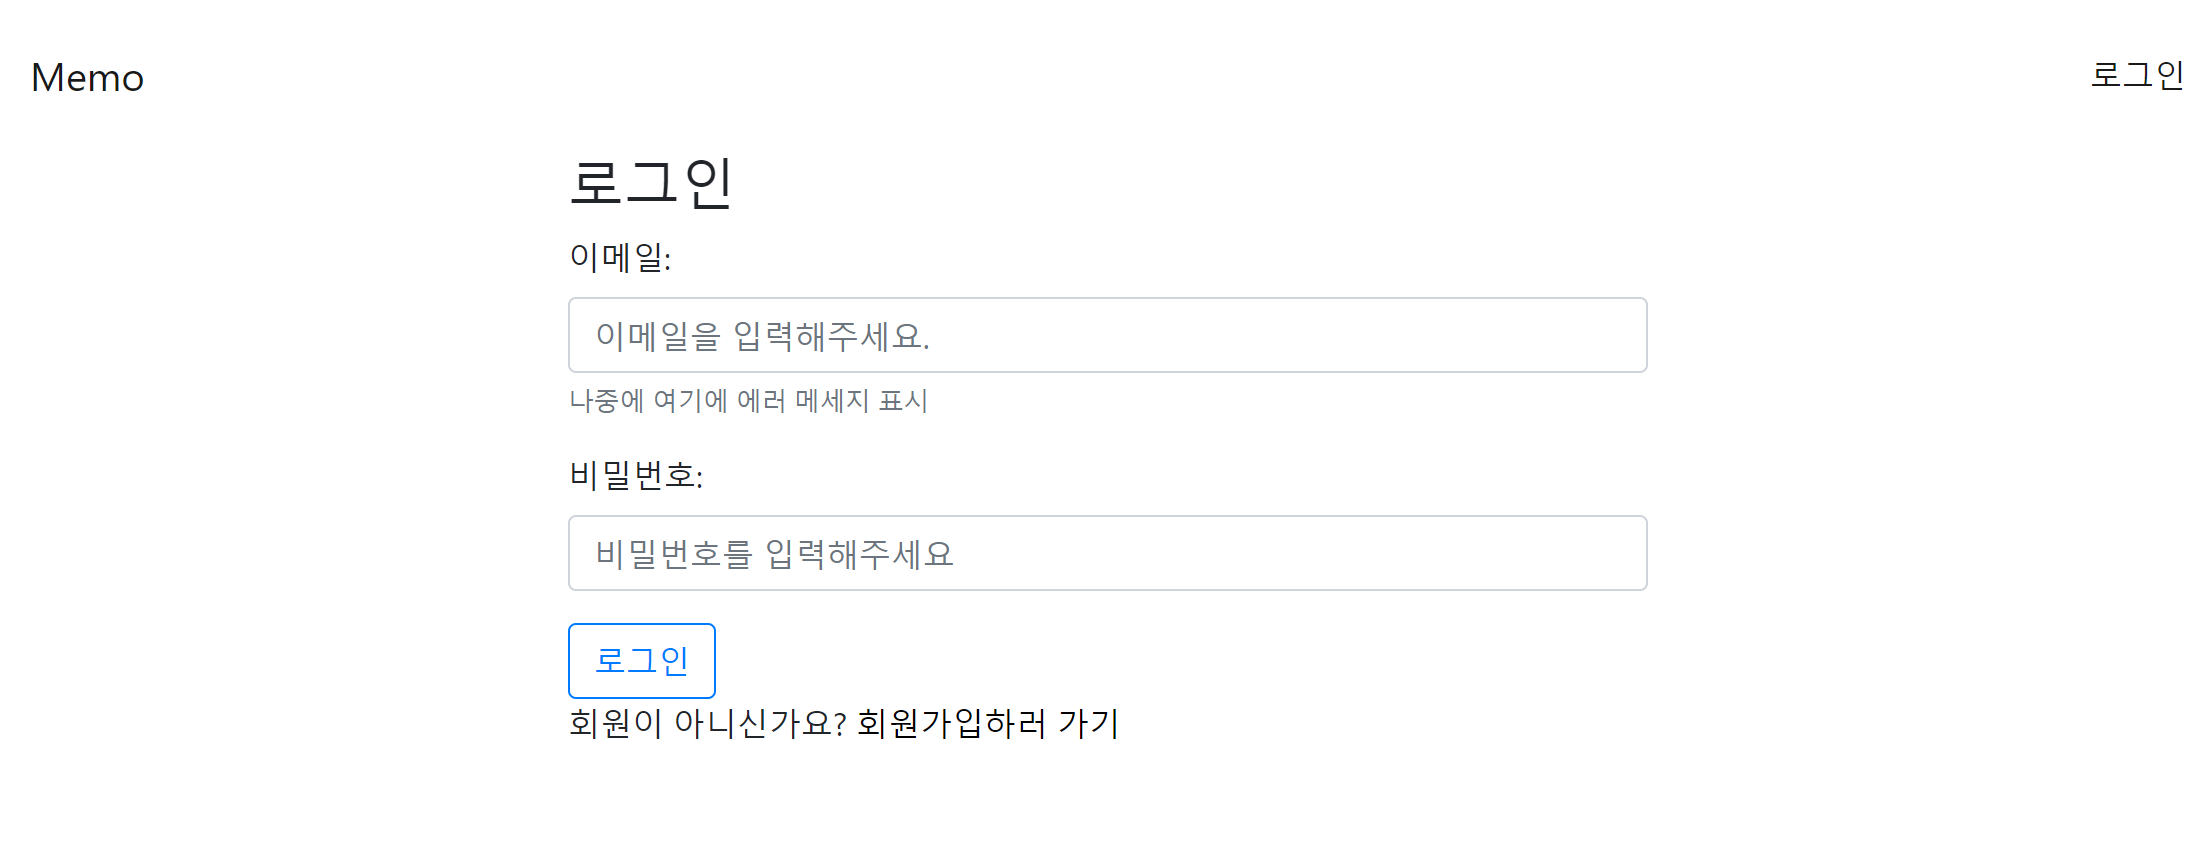 Memo 로그인
로그인
이메일:
이메일을 입력해주세요.
나중에 여기에 에러 메세지 표시
비밀번호:
비밀번호를 입력해주세요
로그인
회원이 아니신가요? 회원가입하러 가기